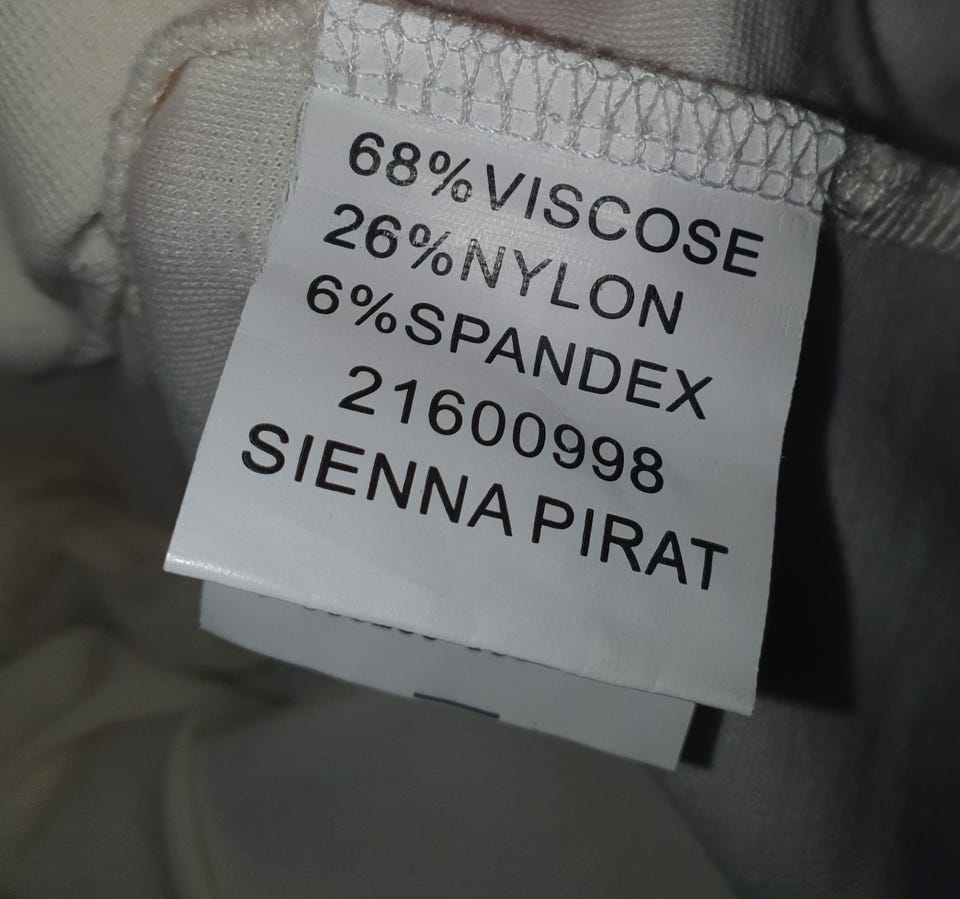 68%VISCOSE
26%NYLON
6%SPANDEX
21600998
SIENNA PIRAT